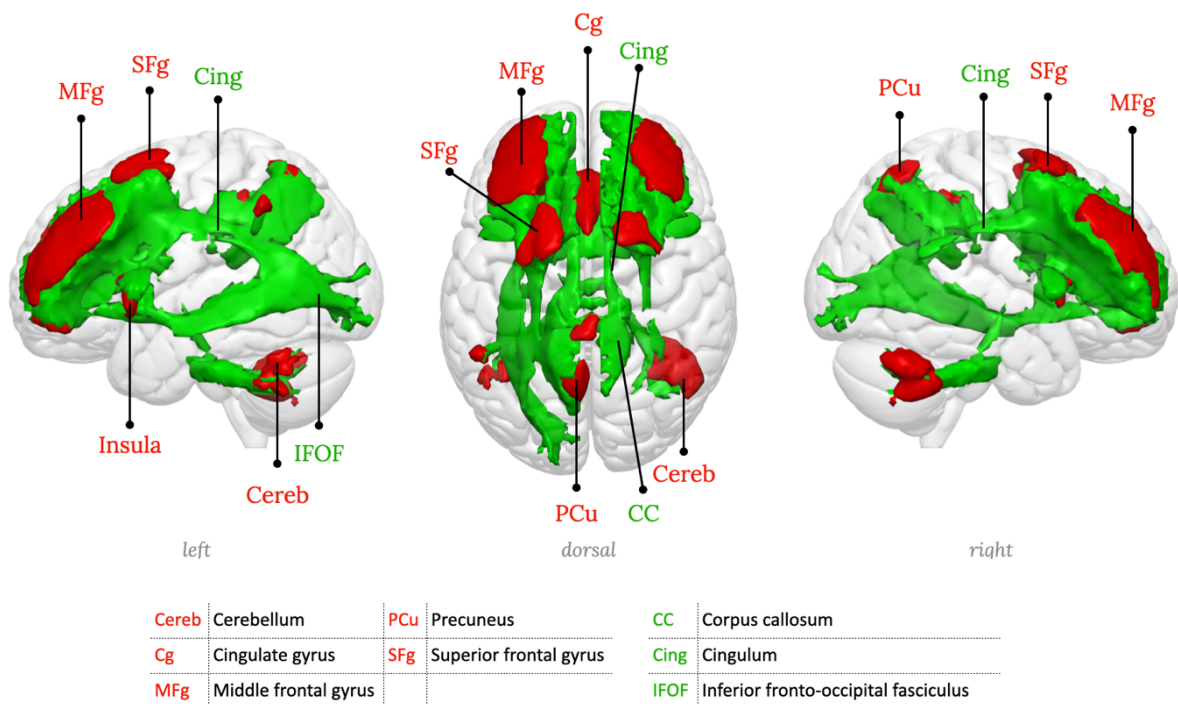 MFg SFg Cing
Insula Cereb IFOF
left
Cg
MFg Cing
SFg
PCu CC Cereb
dorsal
PCu Cing SFg MFg
right
Cereb Cerebellum PCu Precuneus CC Corpus callosum
Cg Cingulate gyrus SFg Superior frontal gyrus Cing Cingulum
MFg Middle frontal gyrus IFOF Inferior fronto-occipital fasciculus